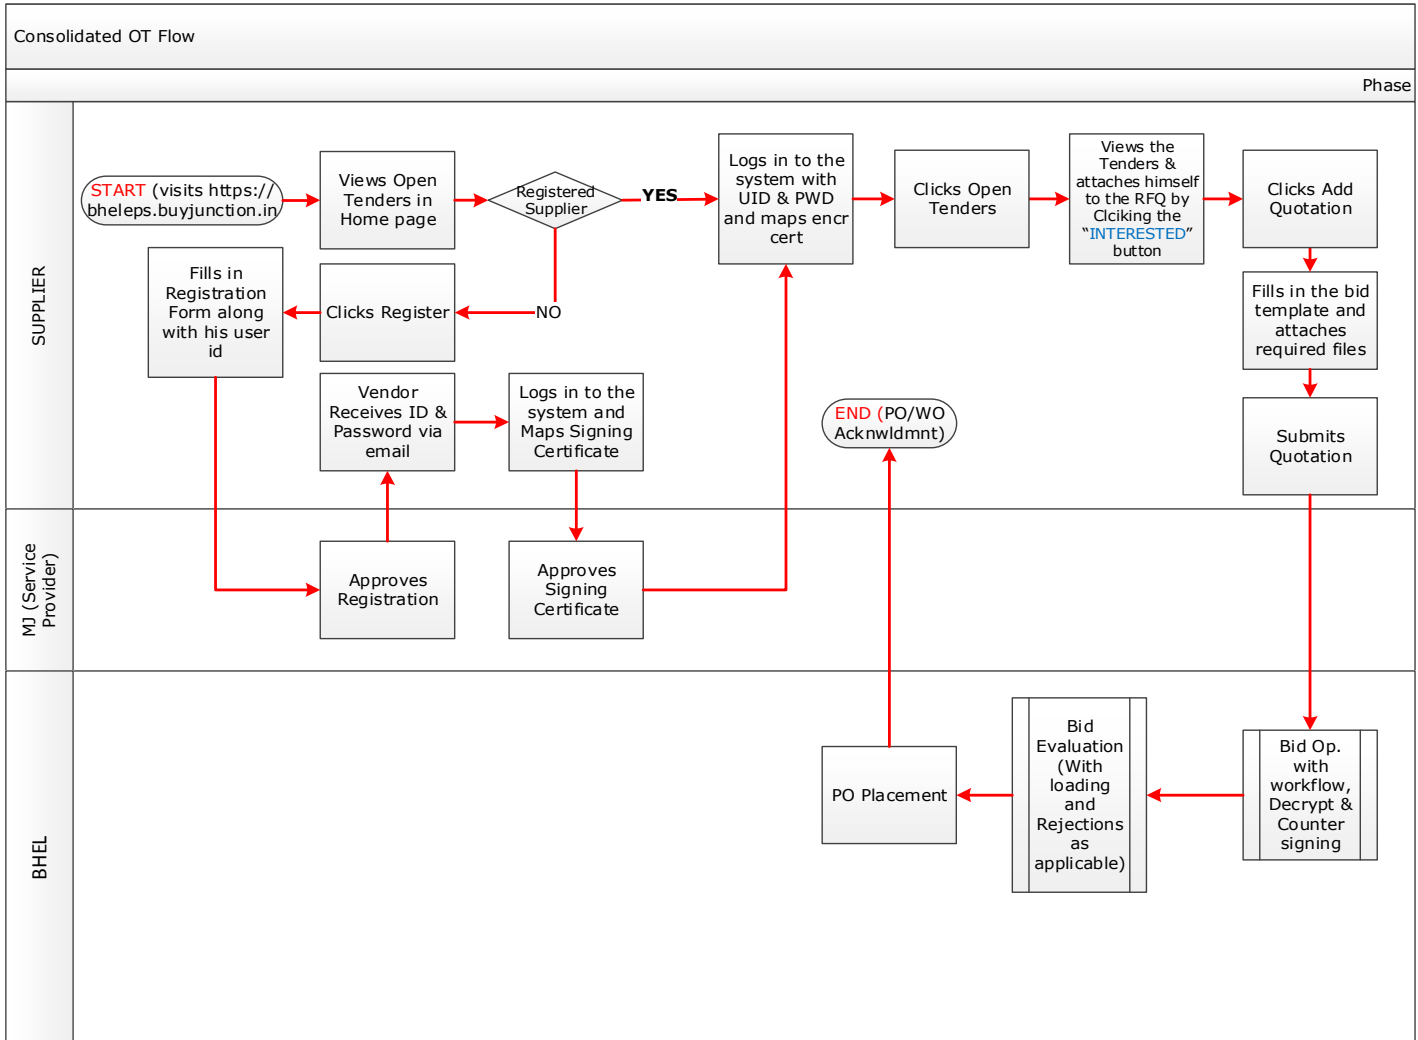 Consolidated OT Flow
Phase
SUPPLIER
START (visits https://
bheleps.buyjunction.in
Views Open
Tenders in
Home page
Registered
Supplier
YES
NO
Logs in to the
system with
UID & PWD
and maps encr
cert
Clicks Open
Tenders
Views the
Tenders &
attaches himself
to the RFQ by
Clciking the
“INTERESTED”
button
Clicks Add
Quotation
Fills in
Registration
Form along
with his user
id
Clicks Register
Fills in the bid
template and
attaches
required files
Vendor
Receives ID &
Password via
email
Logs in to the
system and
Maps Signing
Certificate
END (PO/WO
Acknwldmnt)
Submits
Quotation
MJ (Service
Provider)
Approves
Registration
Approves
Signing
Certificate
BHEL
PO Placement
Bid
Evaluation
(With
loading
and
Rejections
as
applicable)
Bid Op.
with
workflow,
Decrypt &
Counter
signing